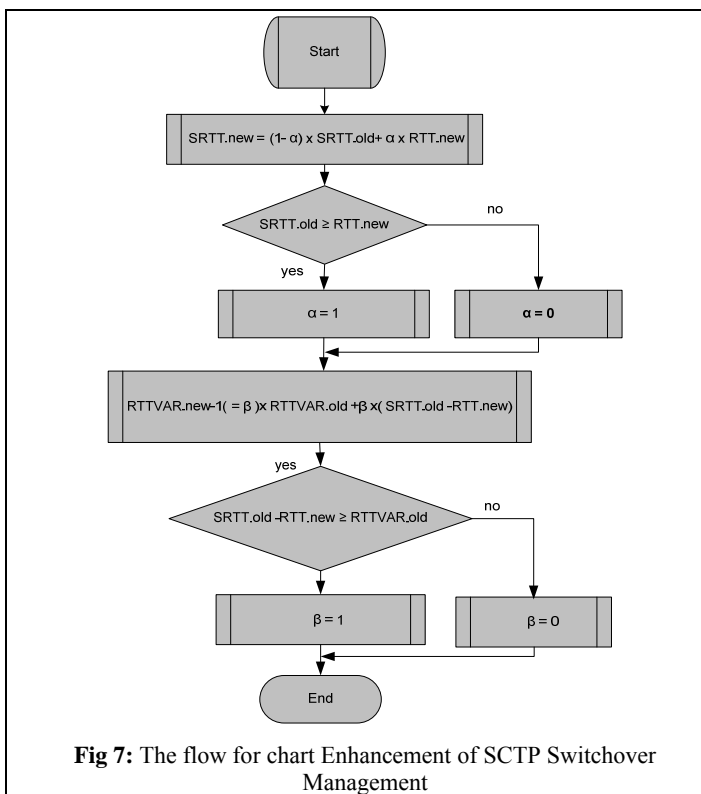 Start
SRTT.new = (1- α) x SRTT.old+ α x RTT.new
SRTT.old ≥ RTT.new
no
yes
α = 1
α = 0
RTTVAR.new-1( = β )x RTTVAR.old +β x( SRTT.old -RTT.new)
yes
SRTT.old -RTT.new ≥ RTTVAR.old
no
β = 1
β = 0
End
Fig 7: The flow for chart Enhancement of SCTP Switchover
Management